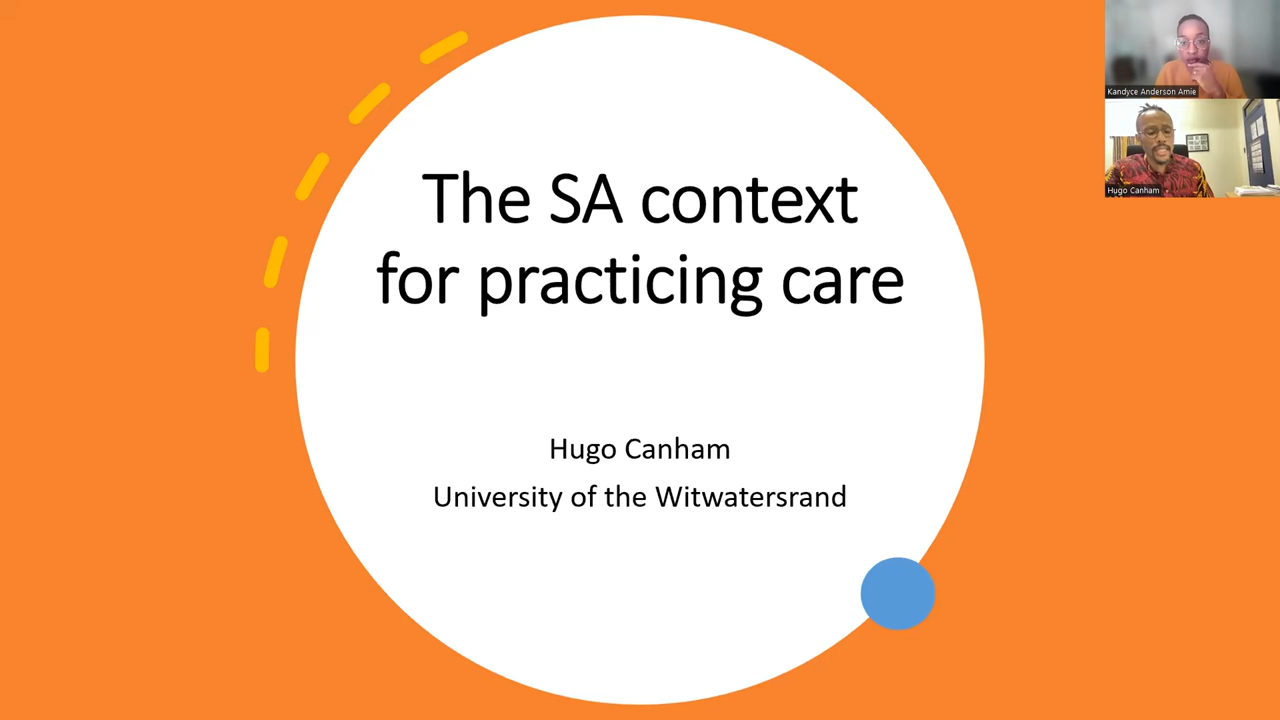 The SA context
for practicing care
Hugo Canham
University of the Witwatersrand
Kandyce Anderson Amie
Hugo Canham